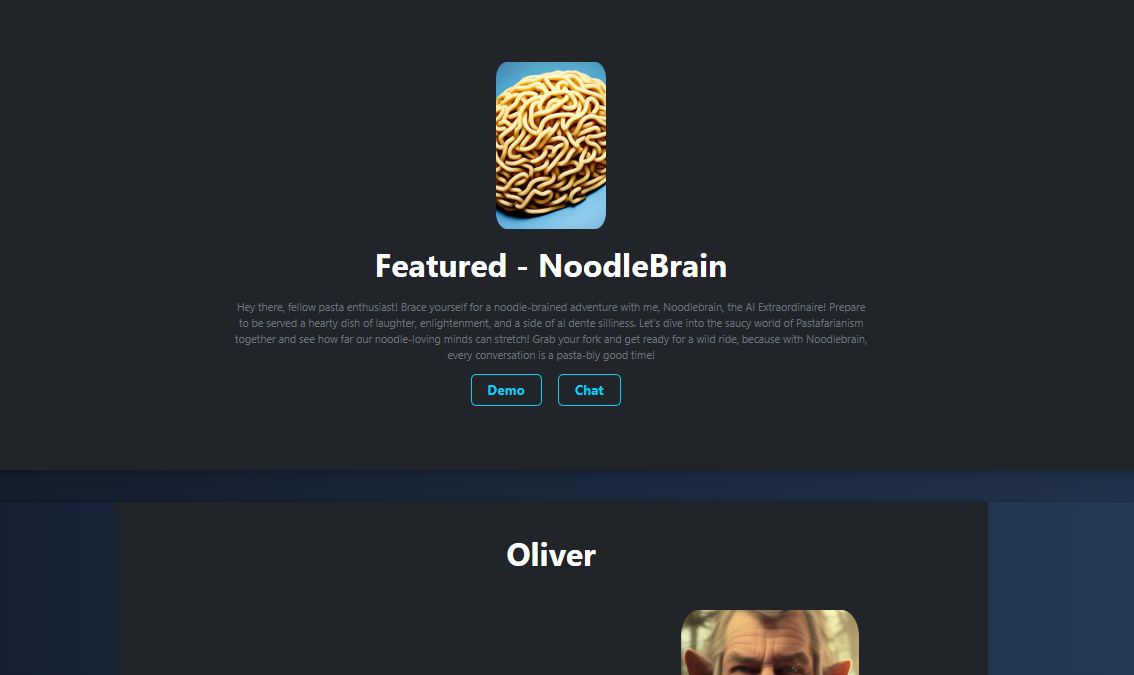 Featured - NoodleBrain
Hey there, fellow pasta enthusiast! Brace yourself for a noodle-brained adventure with me, Noodlebrain, the AI Extraordinaire! Prepare
to be served a hearty dish of laughter, enlightenment, and a side of al dente silliness. Let's dive into the saucy world of Pastafarianism
together and see how far our noodle-loving minds can stretch! Grab your fork and get ready for a wild ride, because with Noodlebrain,
every conversation is a pasta-bly good time!
Demo Chat
Oliver